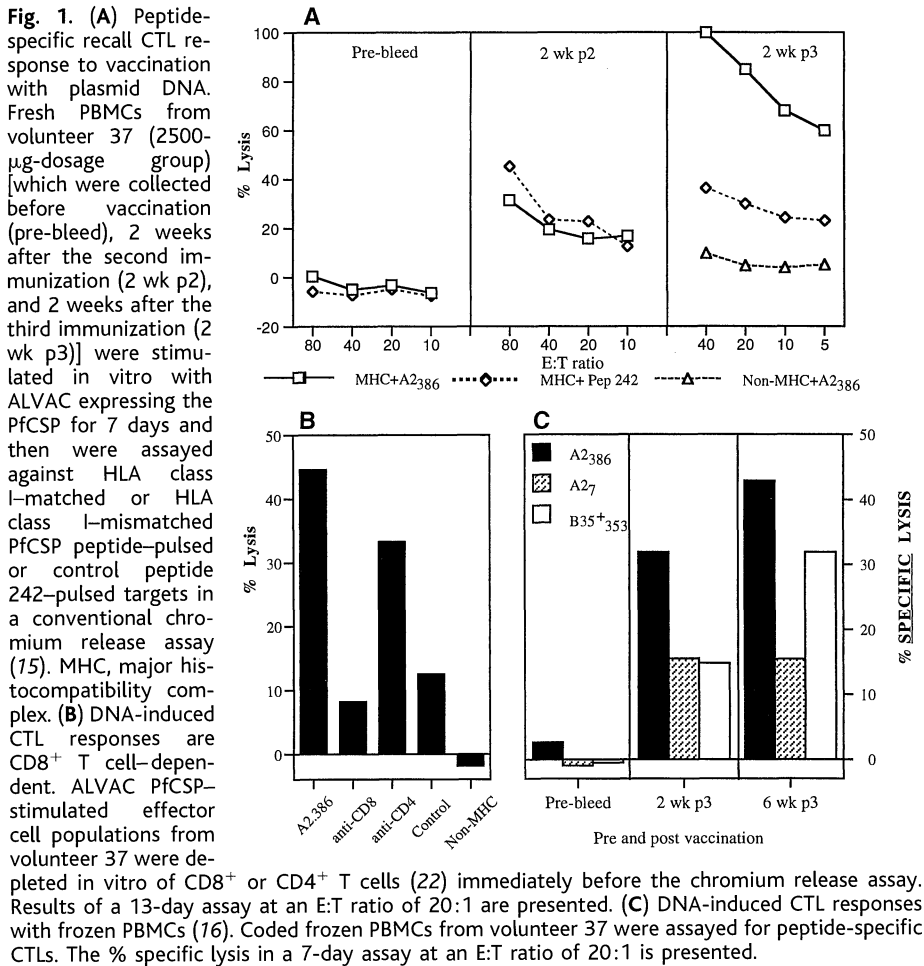 Fig. 1. (A) Peptide-
specific recall CTL re-
sponse to vaccination
with plasmid DNA.
Fresh PBMCs from
volunteer 37 (2500-
μg-dosage group)
[which were collected
before vaccination
(pre-bleed), 2 weeks
after the second im-
munization (2 wk p2),
and 2 weeks after the
third immunization (2
wk p3)] were stimu-
lated in vitro with
ALVAC expressing the
PfCSP for 7 days and
then were assayed
against HLA class
I–matched or HLA
class I–mismatched
PfCSP peptide–pulsed
or control peptide
242–pulsed targets in
a conventional chro-
mium release assay
(15). MHC, major his-
tocompatibility com-
plex. (B) DNA-induced
CTL responses are
CD8+ T cell–depen-
dent. ALVAC PfCSP–
stimulated effector
cell populations from
volunteer 37 were de-
pleted in vitro of CD8+ or CD4+ T cells (22) immediately before the chromium release assay.
Results of a 13-day assay at an E:T ratio of 20:1 are presented. (C) DNA-induced CTL responses
with frozen PBMCs (16). Coded frozen PBMCs from volunteer 37 were assayed for peptide-specific
CTLs. The % specific lysis in a 7-day assay at an E:T ratio of 20:1 is presented.
A
% Lysis
100
80
60
40
20
0
-20
Pre-bleed
2 wk p2
2 wk p3
80 40 20 10 80 40 20 10 40 20 10 5
E:T ratio
MHC+A2386 MHC+ Pep 242 Non-MHC+A2386
B
% Lysis
50
40
30
20
10
0
A2.386
anti-CD8
anti-CD4
Control
Non-MHC
C
A2386
A27
B35+353
50
40
30
20
10
0
% SPECIFIC LYSIS
Pre-bleed 2 wk p3 6 wk p3
Pre and post vaccination